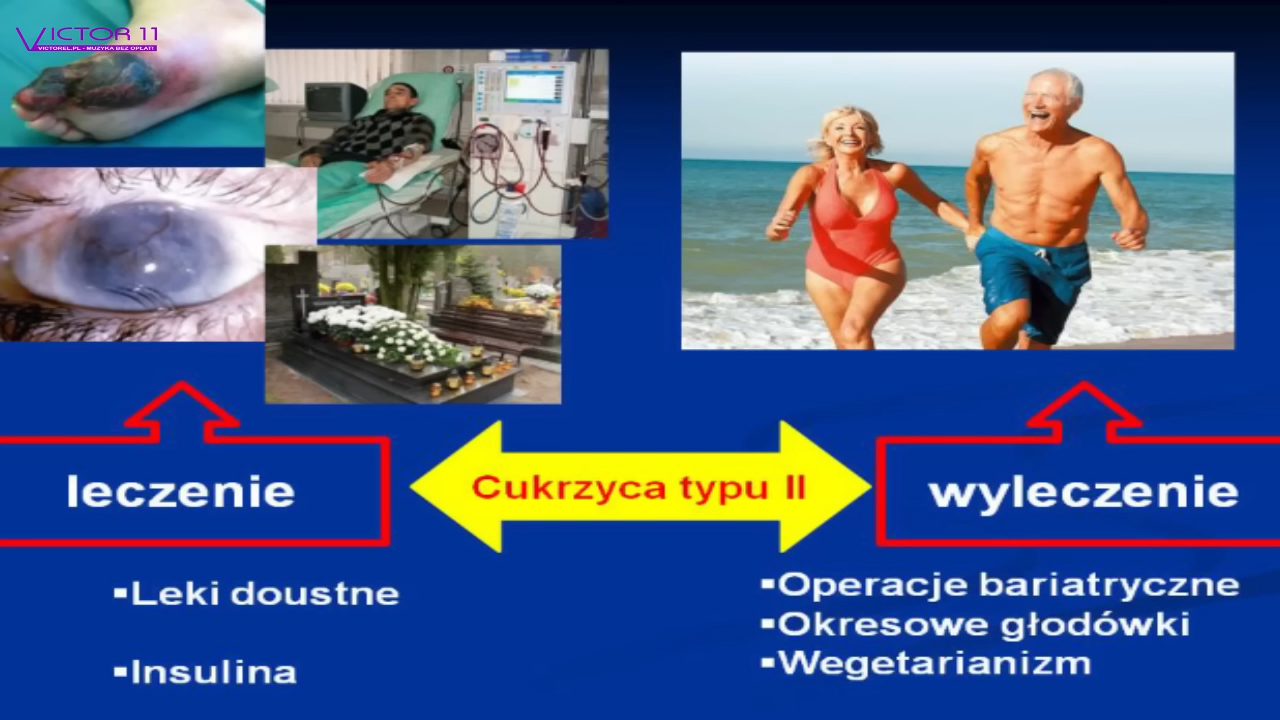 VICTOR 11
VICTOREL.PL - MUZYKA BEZ OPŁAT!
leczenie
Cukrzyca typu II
wyleczenie
▪Leki doustne
▪Insulina
▪Operacje bariatryczne
▪Okresowe głodówki
▪Wegetarianizm